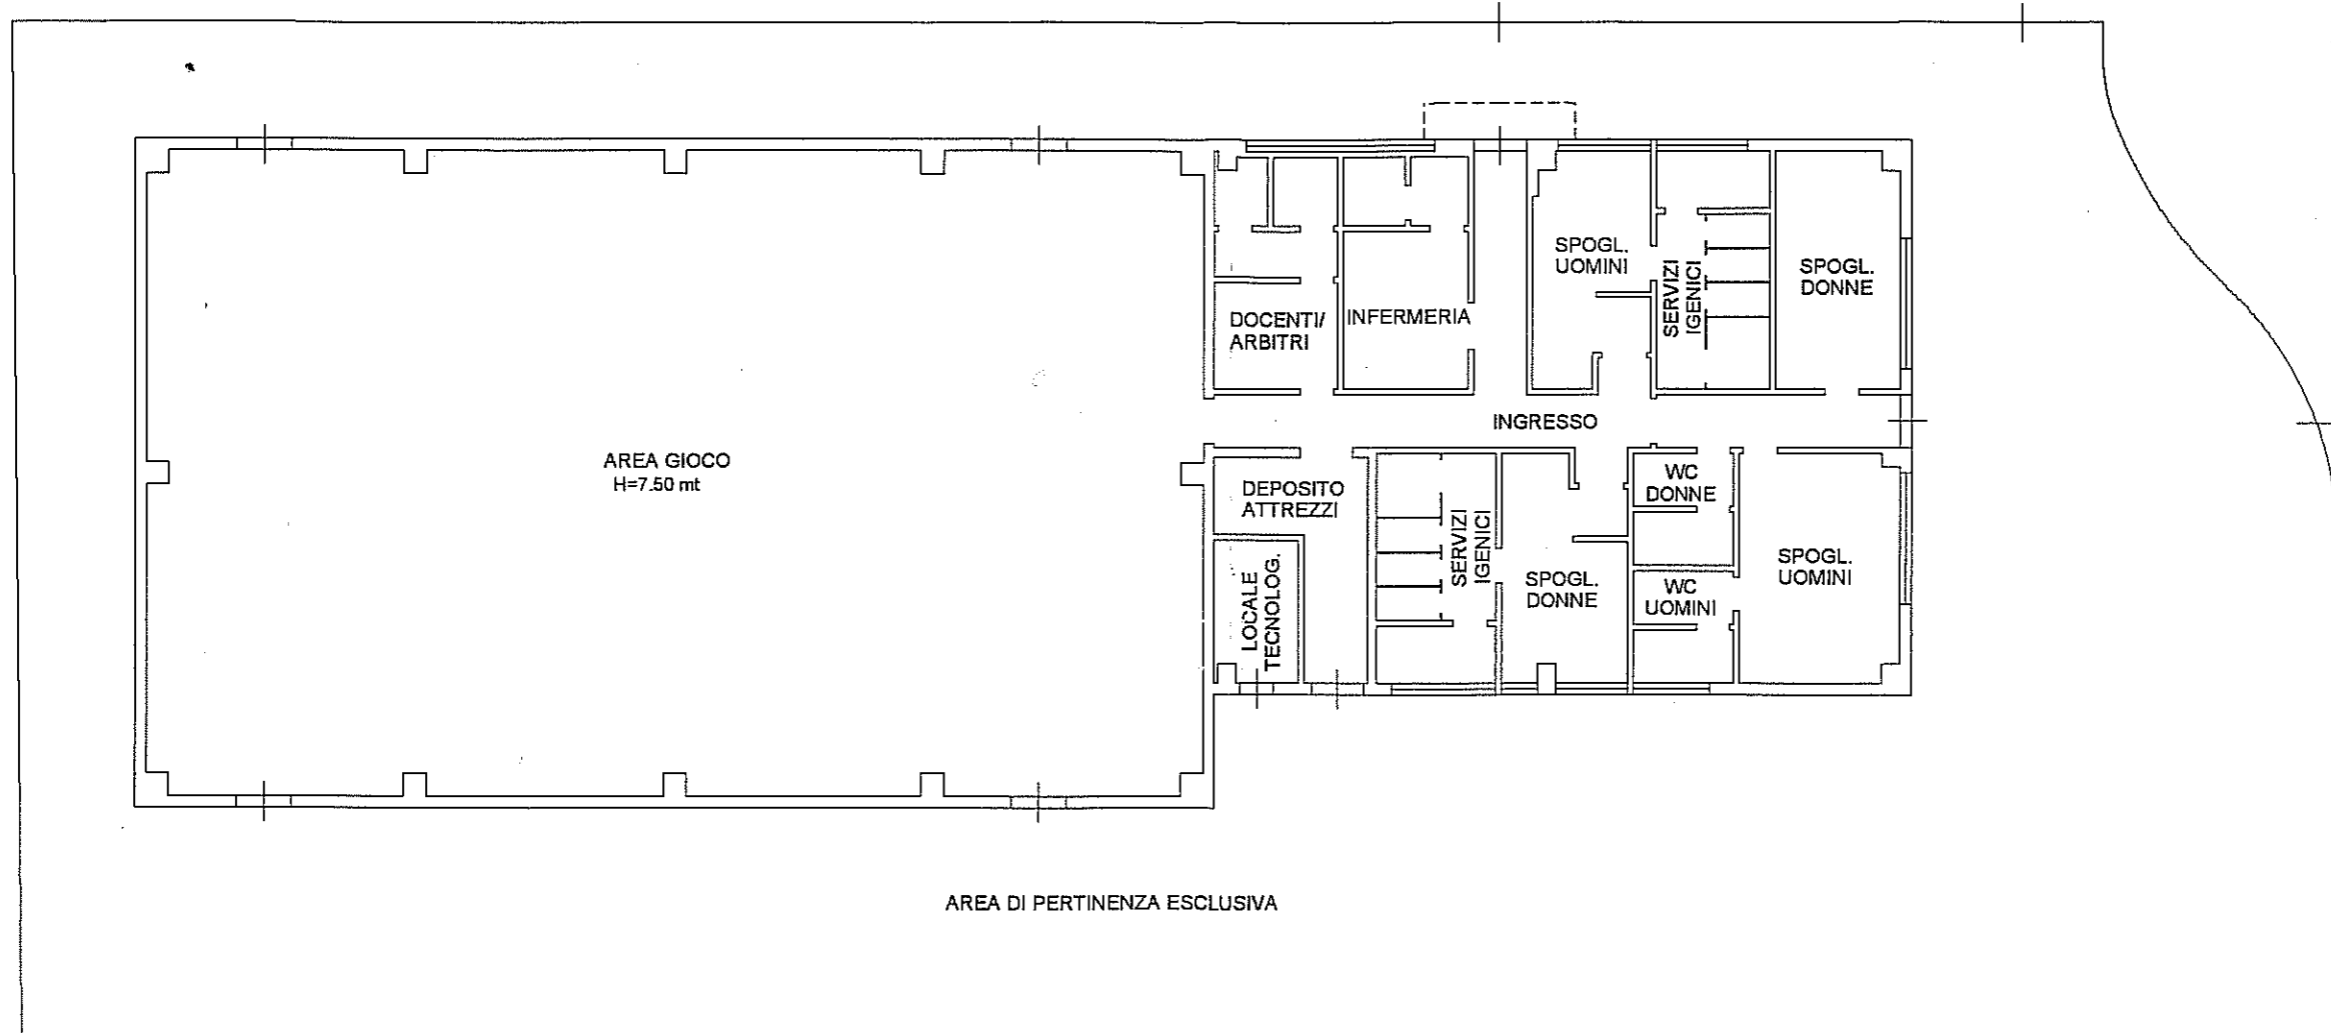 SPOGL.
UOMINI
SERVIZI
IGENICI
SPOGL.
DONNE
DOCENTI/
ARBITRI
INFERMERIA
INGRESSO
AREA GIOCO
H=7.50 mt
DEPOSITO
ATTREZZI
LOCALE
TECNOLOG.
SERVIZI
IGENICI
SPOGL.
DONNE
WC
DONNE
WC
UOMINI
SPOGL.
UOMINI
AREA DI PERTINENZA ESCLUSIVA